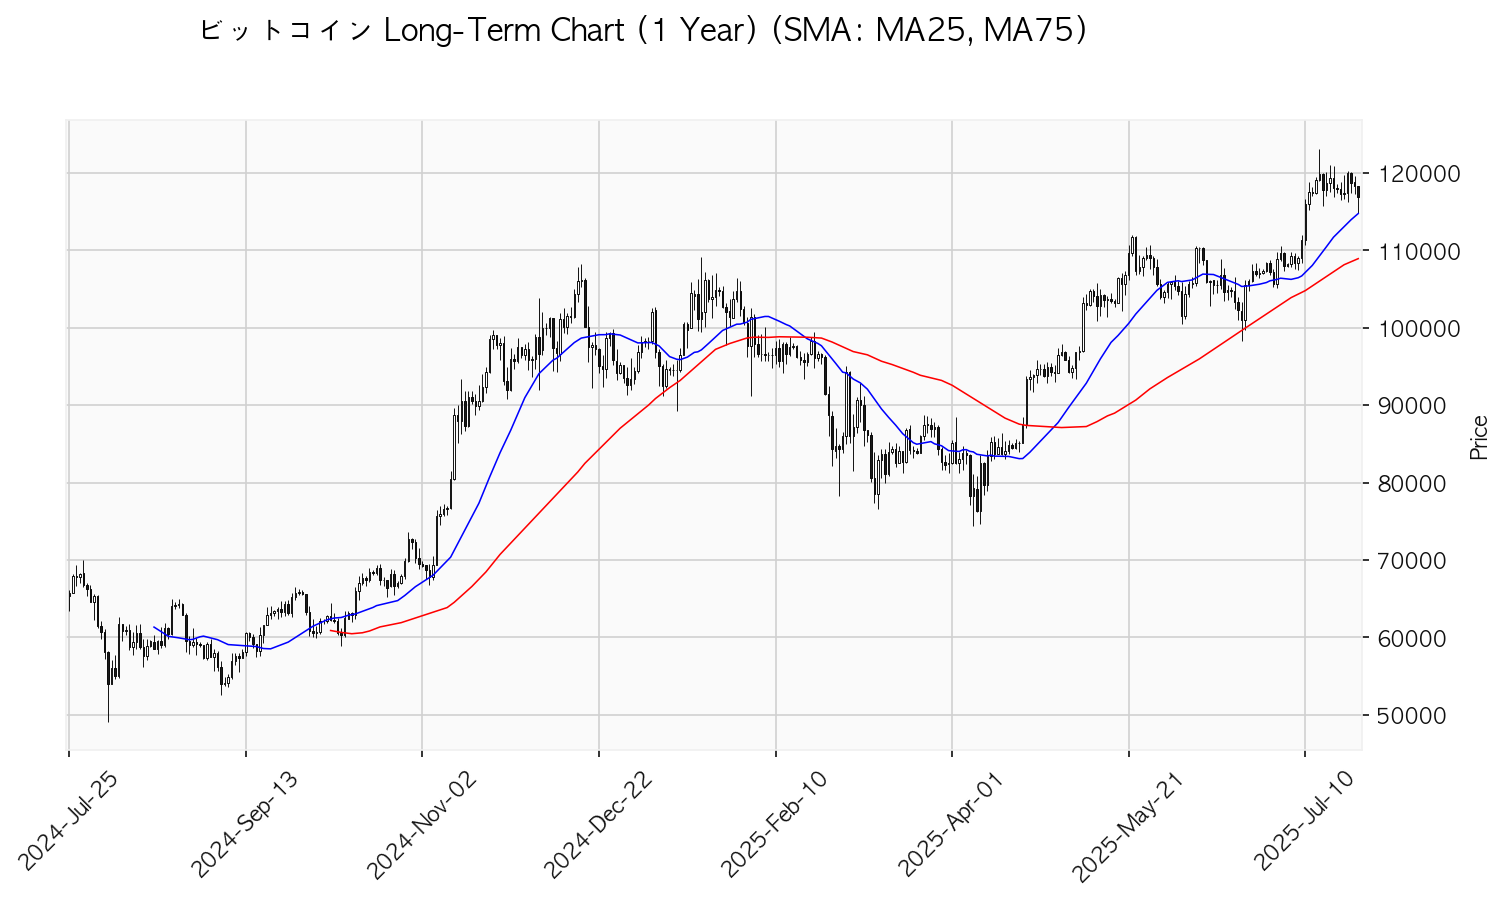 ビットコイン Long-Term Chart (1 Year) (SMA: MA25, MA75)
120000
110000
100000
90000
80000
70000
60000
50000
Price
2024-Jul-25
2024-Sep-13
2024-Nov-02
2024-Dec-22
2025-Feb-10
2025-Apr-01
2025-May-21
2025-Jul-10